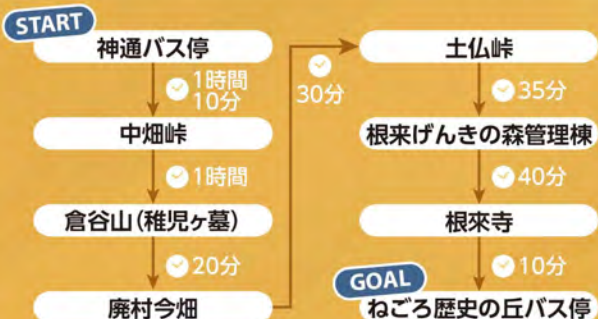 START
神通バス停
1時間
10分
中畑峠
1時間
倉谷山(稚児ヶ墓)
20分
廃村今畑
30分
土仏峠
35分
根来げんきの森管理棟
40分
根來寺
10分
GOAL
ねごろ歴史の丘バス停